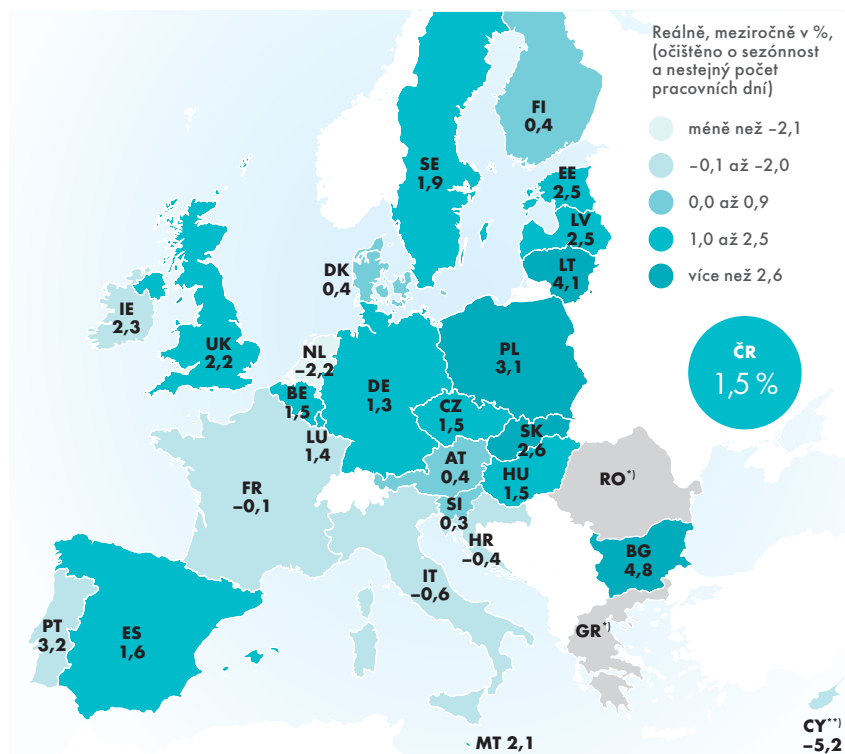 Reálně, meziročně v %,
(očištěno o sezónnost
a nestejný počet
pracovních dní)
méně než –2,1
–0,1 až –2,0
0,0 až 0,9
1,0 až 2,5
více než 2,6
ČR
1,5 %
FI
0,4
SE
1,9
EE
2,5
LV
2,5
LT
4,1
DK
0,4
IE
2,3
UK
2,2
NL
–2,2
BE
1,5
LU
1,4
DE
1,3
PL
3,1
CZ
1,5
SK
2,6
AT
0,4
HU
1,5
SI
0,3
HR
–0,4
FR
–0,1
IT
–0,6
RO*)
BG
4,8
GR*)
PT
3,2
ES
1,6
MT 2,1
CY**)
–5,2